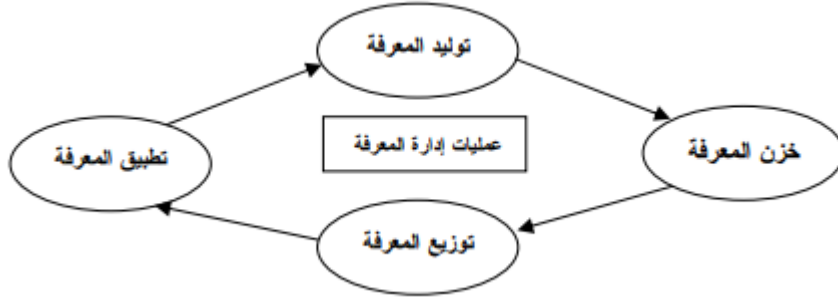 توليد المعرفة
عمليات إدارة المعرفة
خزن المعرفة
تطبيق المعرفة
توزيع المعرفة